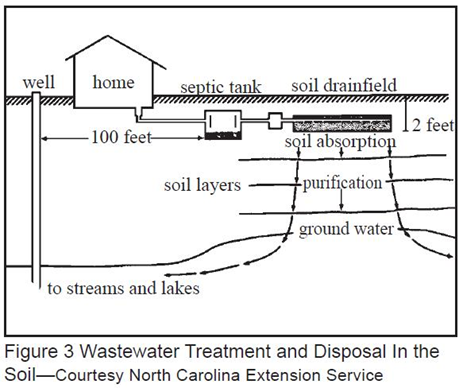 well
home
septic tank
soil drainfield
100 feet
2 feet
soil absorption
soil layers
purification
ground water
to streams and lakes
Figure 3 Wastewater Treatment and Disposal In the
Soil—Courtesy North Carolina Extension Service